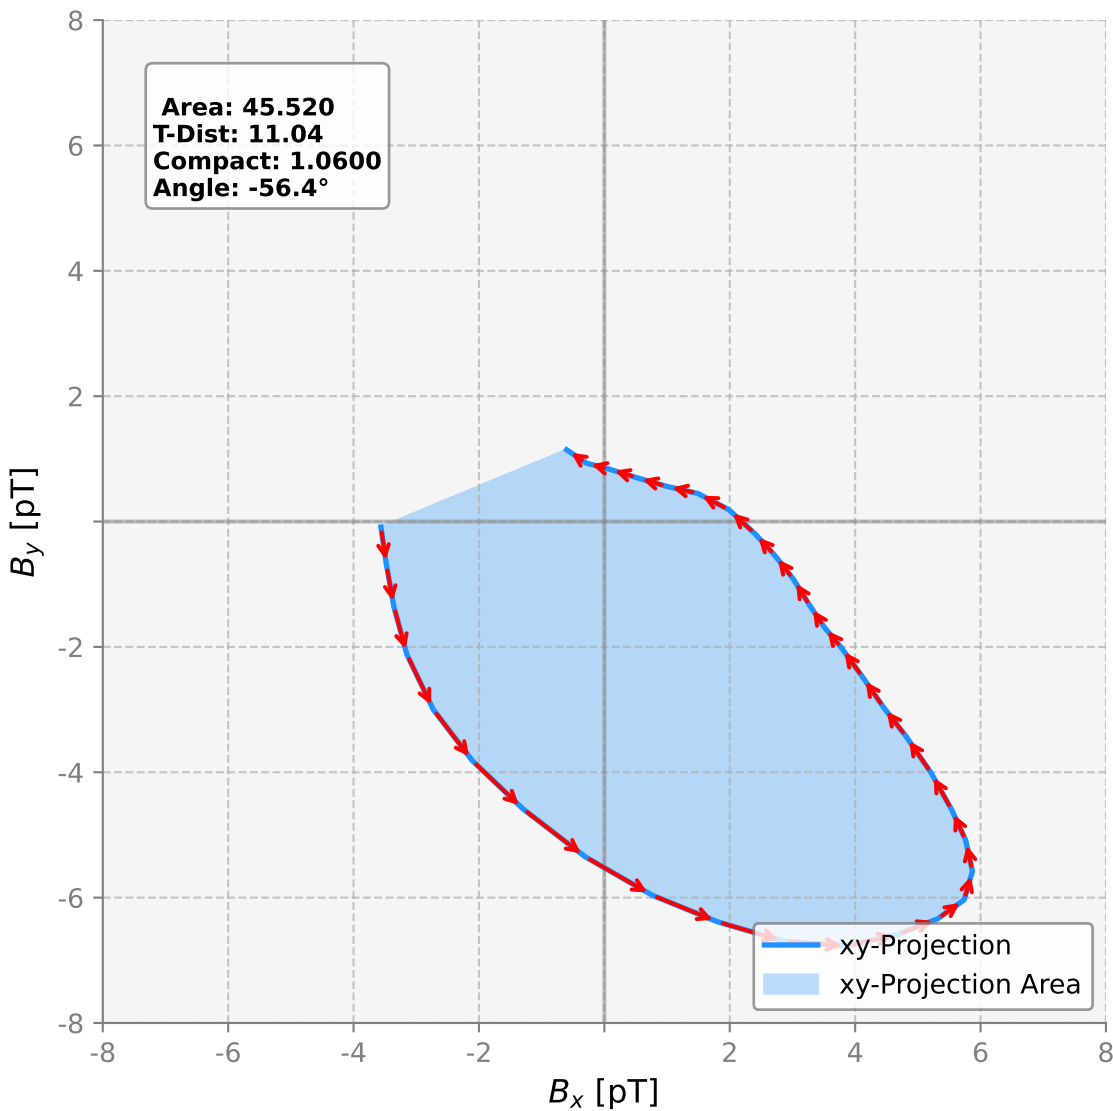 8
6
4
2
-2
-4
-6
-8
-8
-6
-4
-2
2
4
6
8
B_y [pT]
B_x [pT]
Area: 45.520
T-Dist: 11.04
Compact: 1.0600
Angle: -56.4°
xy-Projection
xy-Projection Area